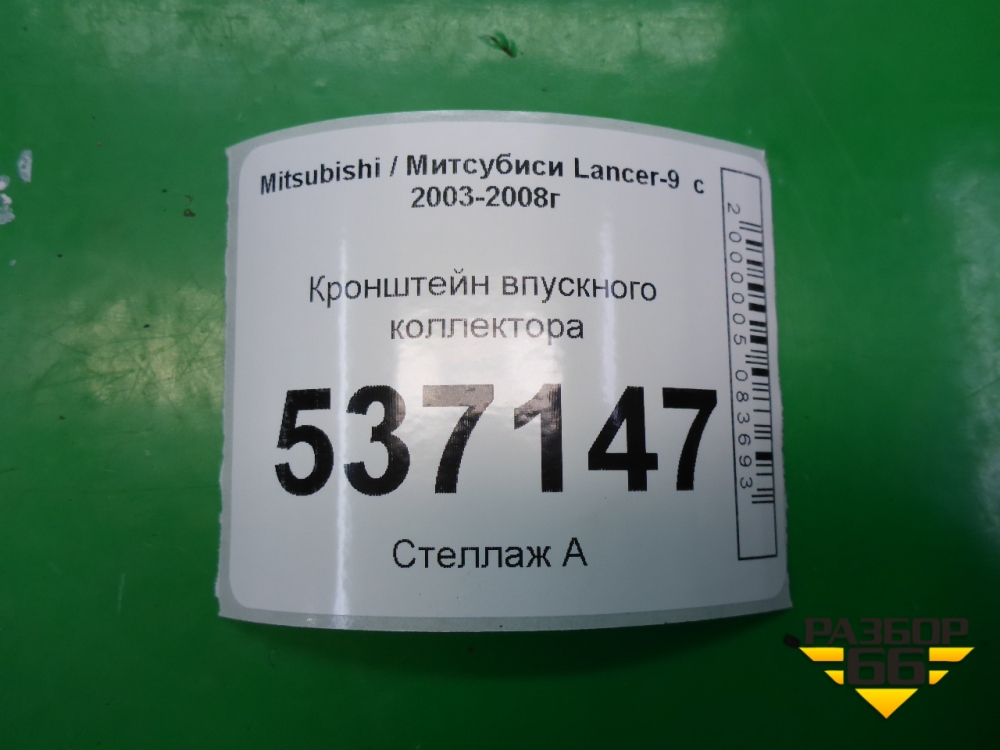 Mitsubishi / Митсубиси Lancer-9 с
2003-2008г
Кронштейн впускного
коллектора
537147
Стеллаж А
2000005083693
РАЗБОР
66